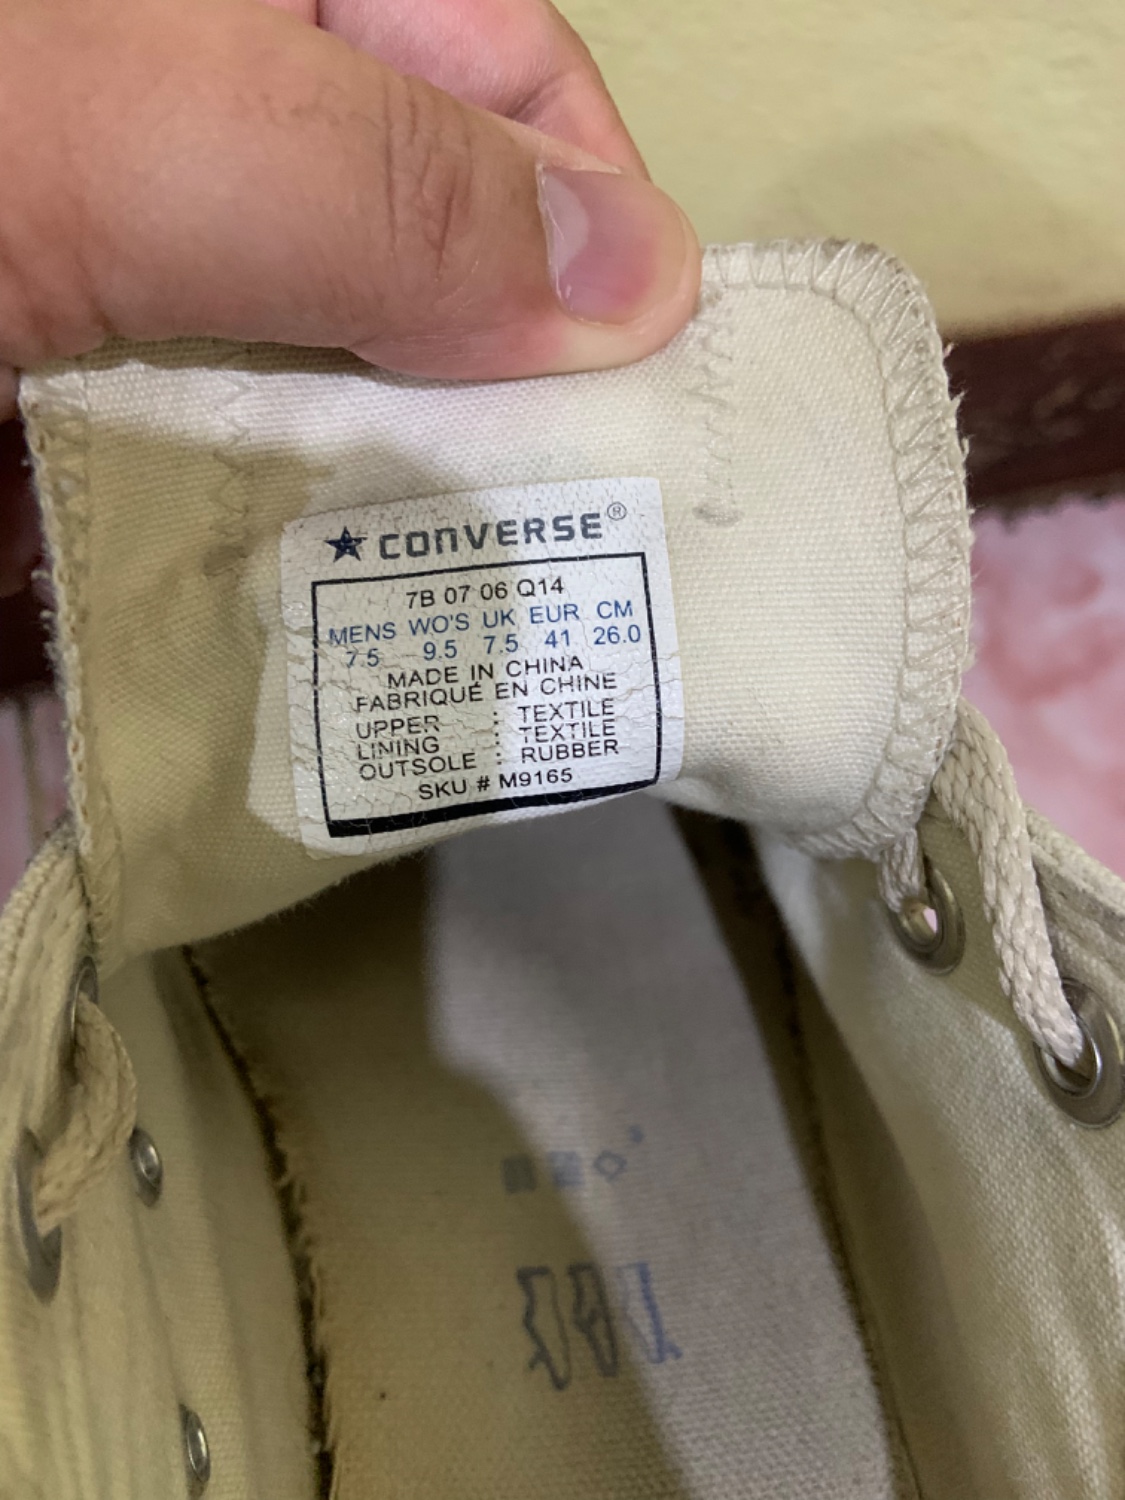 CONVERSE®
7B 07 06 Q14
MENS WO'S UK EUR CM
7.5 9.5 7.5 41 26.0
MADE IN CHINA
FABRIQUÉ EN CHINE
UPPER : TEXTILE
LINING : TEXTILE
OUTSOLE : RUBBER
SKU # M9165